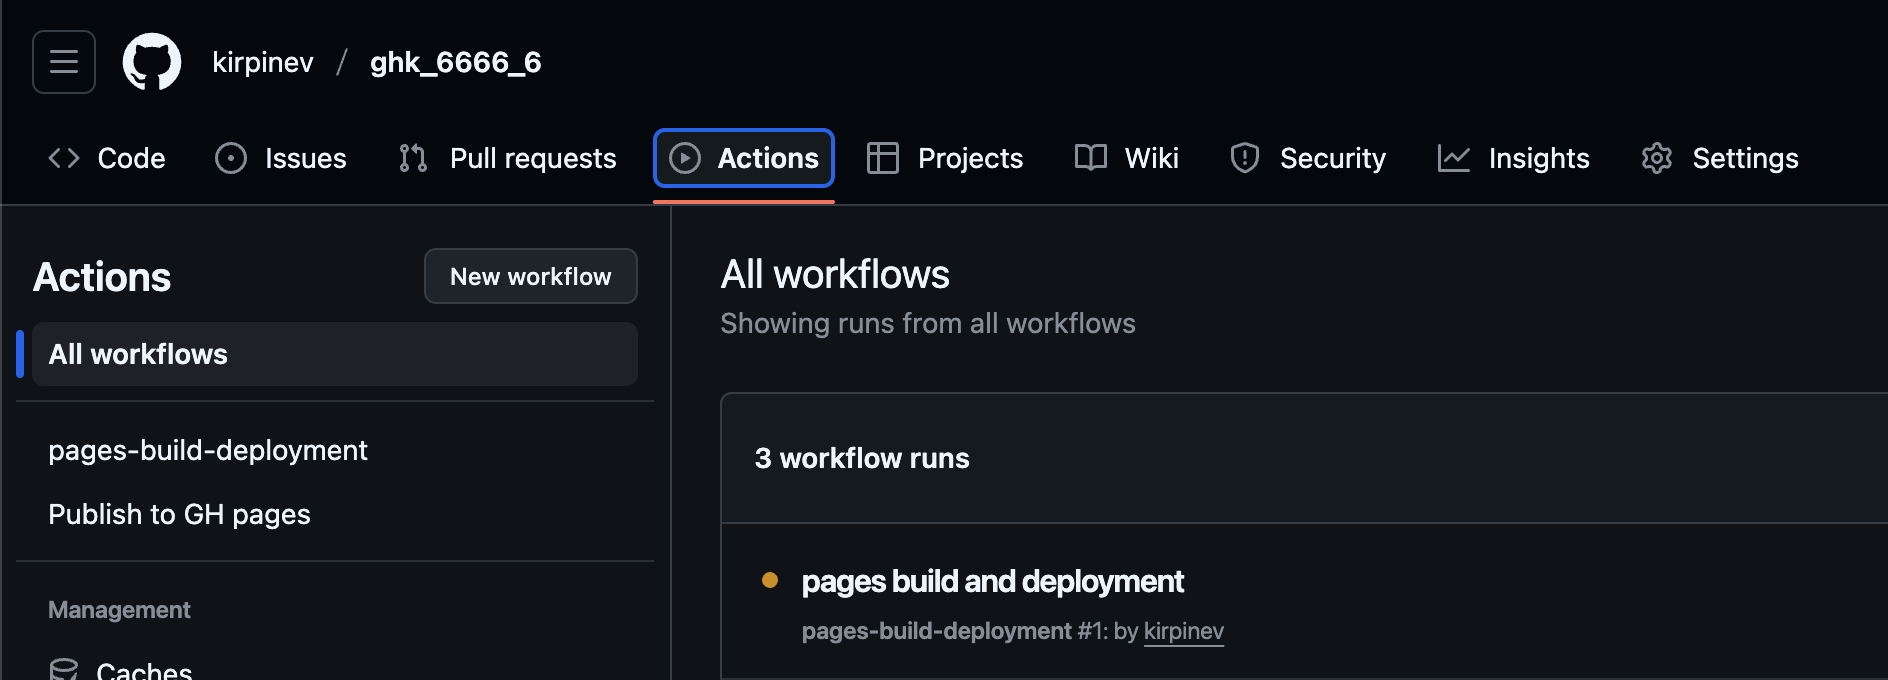 kirpinev / ghk_6666_6
Code Issues Pull requests Actions Projects Wiki Security Insights Settings
Actions
New workflow
All workflows
pages-build-deployment
Publish to GH pages
Management
Caches
All workflows
Showing runs from all workflows
3 workflow runs
pages build and deployment
pages-build-deployment #1: by kirpinev